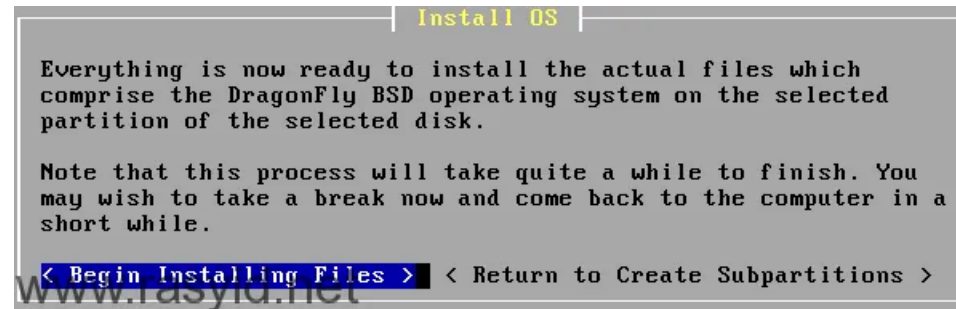 Install OS
Everything is now ready to install the actual files which
comprise the DragonFly BSD operating system on the selected
partition of the selected disk.
Note that this process will take quite a while to finish. You
may wish to take a break now and come back to the computer in a
short while.
< Begin Installing Files > < Return to Create Subpartitions >
www.rasyid.net